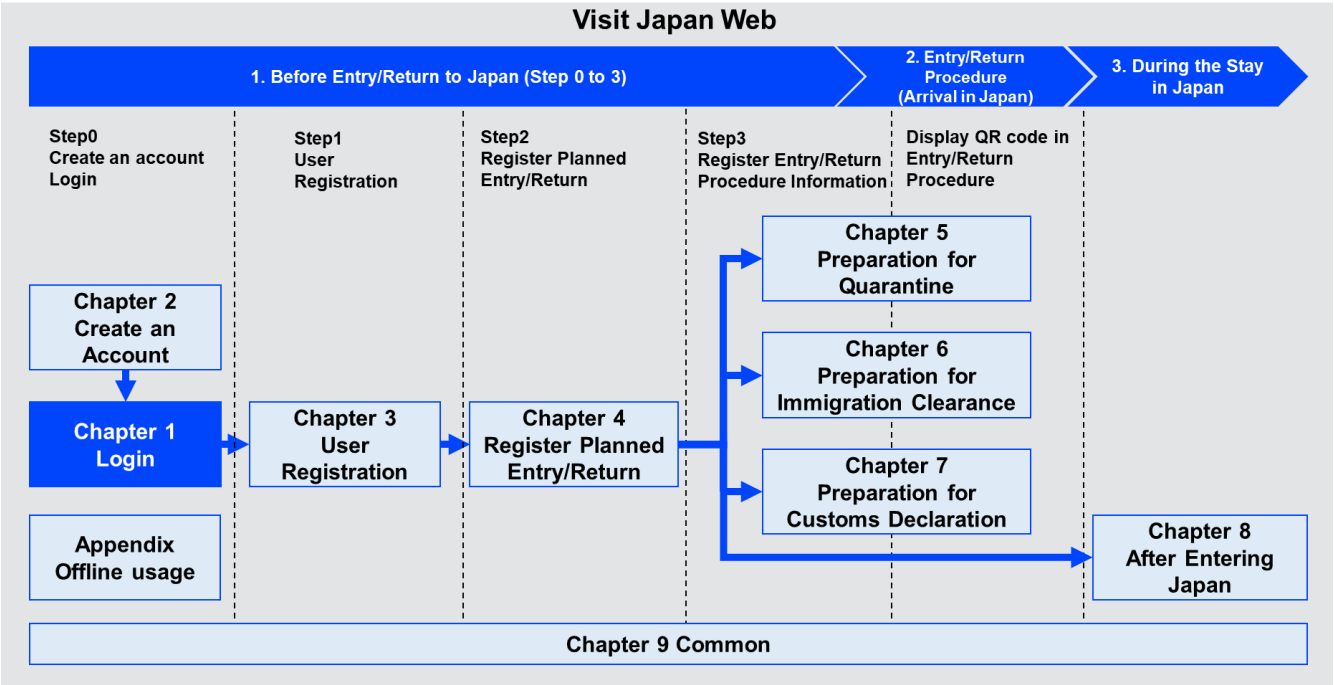 Visit Japan Web
1. Before Entry/Return to Japan (Step 0 to 3)
2. Entry/Return
Procedure
(Arrival in Japan)
3. During the Stay
in Japan
Step0
Create an account
Login
Step1
User
Registration
Step2
Register Planned
Entry/Return
Step3
Register Entry/Return
Procedure Information
Display QR code in
Entry/Return
Procedure
Chapter 2
Create an
Account
Chapter 1
Login
Appendix
Offline usage
Chapter 3
User
Registration
Chapter 4
Register Planned
Entry/Return
Chapter 5
Preparation for
Quarantine
Chapter 6
Preparation for
Immigration Clearance
Chapter 7
Preparation for
Customs Declaration
Chapter 8
After Entering
Japan
Chapter 9 Common